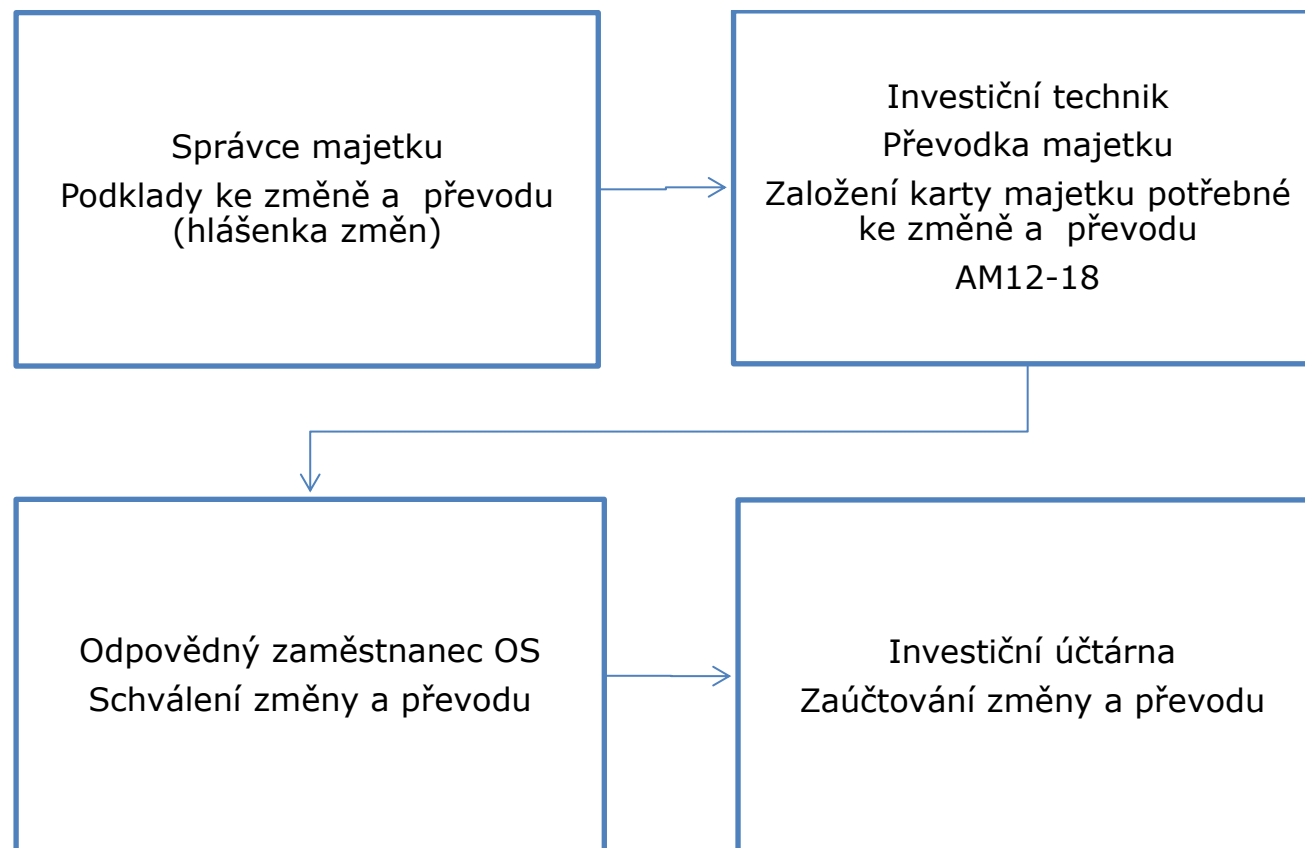 Správce majetku
Podklady ke změně a  převodu
(hlášenka změn)
Investiční technik
Převodka majetku
Založení karty majetku potřebné
ke změně a  převodu
AM12-18
Odpovědný zaměstnanec OS
Schválení změny a převodu
Investiční účtárna
Zaúčtování změny a převodu